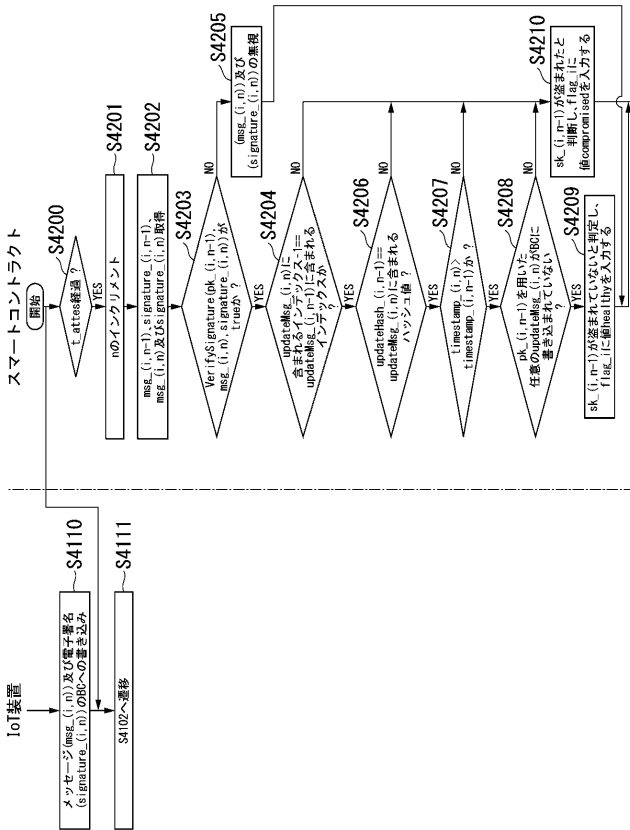 IoT装置
メッセージ(msg_(i,n))及び電子署名
(signature_(i,n))のBCへの書き込み
S4110
S4102へ遷移
S4111
スマートコントラクト
開始
t_attes経過 ?
S4200
YES
nのインクリメント
S4201
msg_(i,n-1),signature_(i,n-1)、
msg_(i,n)及びsignature_(i,n)取得
S4202
VerifySignature(pk_(i,n-1),
msg_(i,n),signature_(i,n))が
trueか?
S4203
NO
YES
(msg_(i,n))及び
(signature_(i,n))の無視
S4205
updateMsg_(i,n)に
含まれるインデックス-1==
updateMsg_(i,n-1)に含まれる
インデックスか
?
S4204
NO
YES
updateHash_(i,n-1)==
updateMsg_(i,n)に含まれる
ハッシュ値 ?
S4206
NO
YES
timestamp_(i,n)>
timestamp_(i,n-1)か ?
S4207
NO
YES
pk_(i,n-1)を用いた
任意のupdateMsg_(i,n)がBCに
書き込まれていない
?
S4208
NO
YES
sk_(i,n-1)が盗まれていないと判定し、
flag_iに値healthyを入力する
S4209
sk_(i,n-1)が盗まれたと
判断し、flag_iに
値compromisedを入力する
S4210